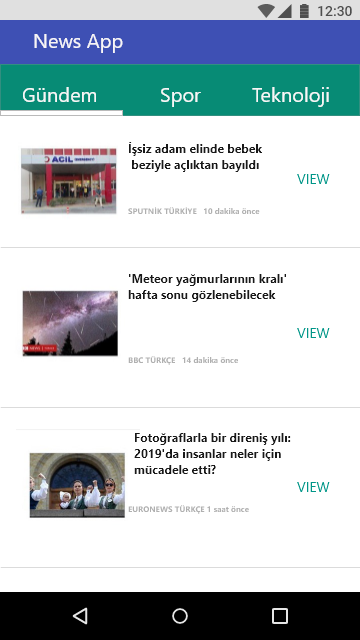 12:30
News App
Gündem
Spor
Teknoloji
İşsiz adam elinde bebek
beziyle açlıktan bayıldı
ACIL
VIEW
SPUTNİK TÜRKİYE 10 dakika önce
'Meteor yağmurlarının kralı'
hafta sonu gözlenebilecek
VIEW
BBC TÜRKÇE 14 dakika önce
Fotoğraflarla bir direniş yılı:
2019'da insanlar neler için
mücadele etti?
VIEW
EURONEWS TÜRKÇE 1 saat önce